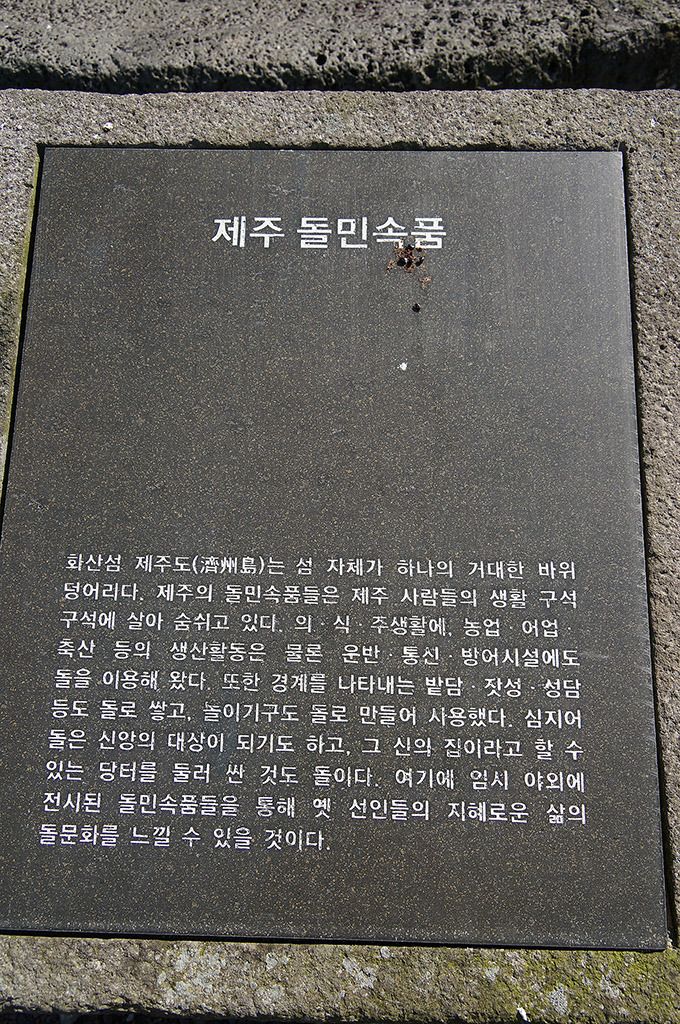 제주 돌민속품
화산섬 제주도(濟州島)는 섬 자체가 하나의 거대한 바위
덩어리다. 제주의 돌민속품들은 제주 사람들의 생활 구석
구석에 살아 숨쉬고 있다. 의·식·주생활에, 농업·어업·
축산 등의 생산활동은 물론 운반·통신·방어시설에도
돌을 이용해 왔다. 또한 경계를 나타내는 밭담·잣성·성담
등도 돌로 쌓고, 놀이기구도 돌로 만들어 사용했다. 심지어
돌은 신앙의 대상이 되기도 하고, 그 신의 집이라고 할 수
있는 당터를 둘러 싼 것도 돌이다. 여기에 임시 야외에
전시된 돌민속품들을 통해 옛 선인들의 지혜로운 삶의
돌문화를 느낄 수 있을 것이다.